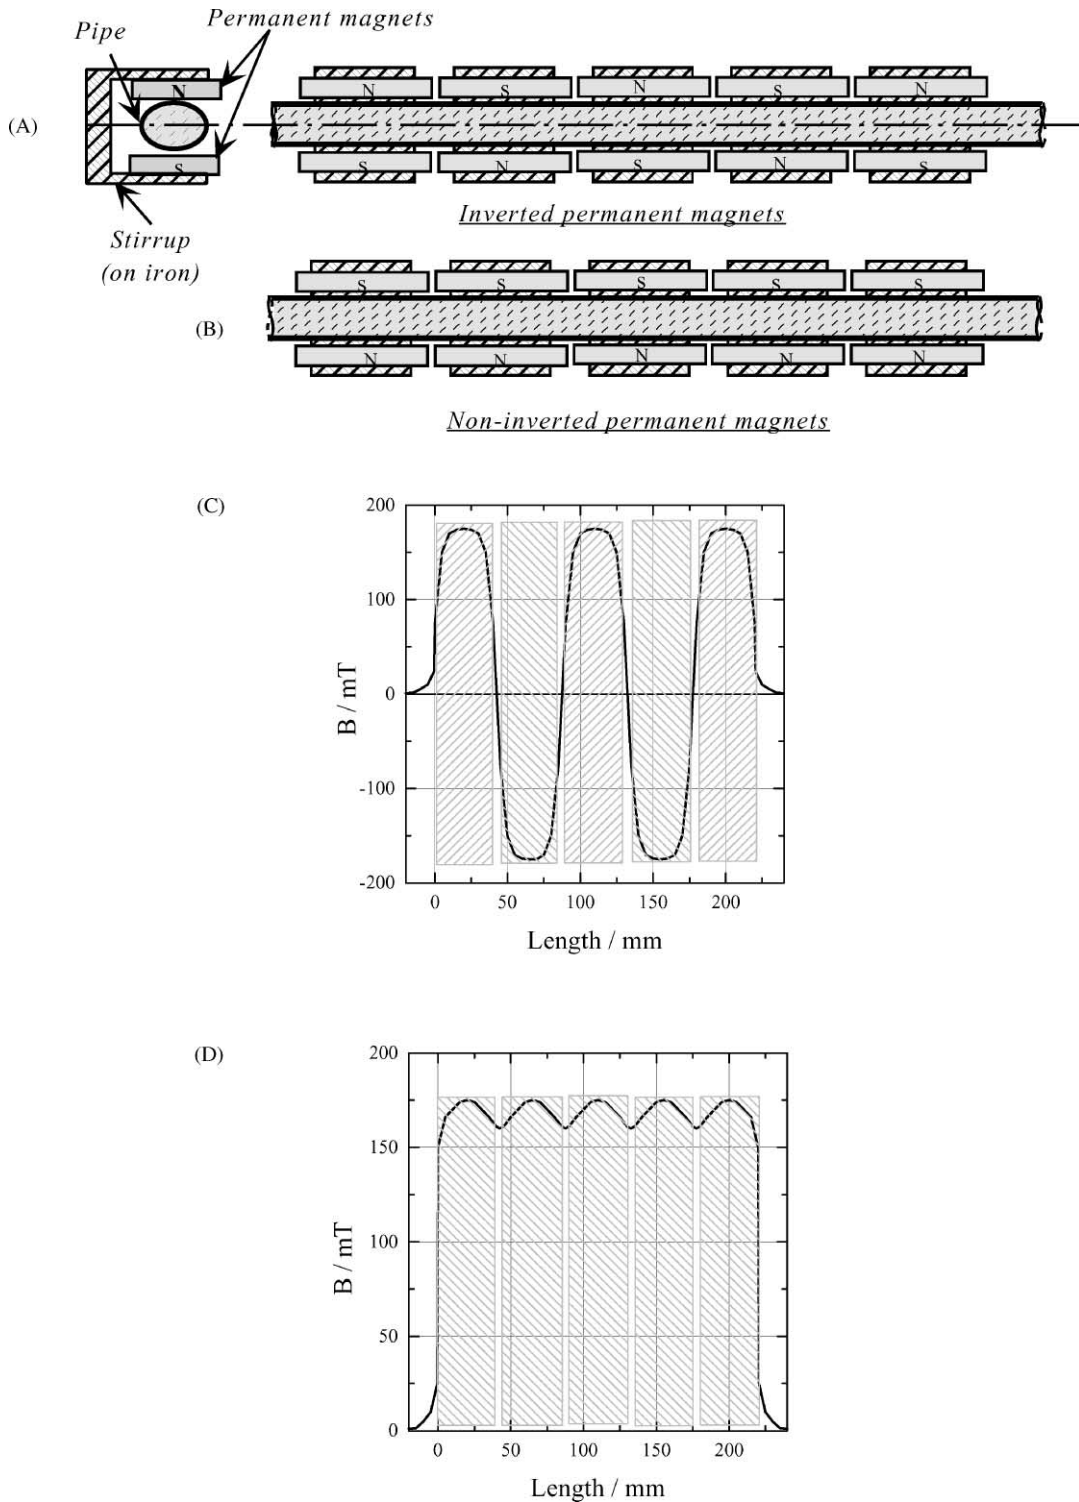 Permanent magnets
Pipe
(A)
N
S
N S N S N
S N S N S
Inverted permanent magnets
Stirrup
(on iron)
(B)
S S S S S
N N N N N
Non-inverted permanent magnets
(C)
200
100
0
-100
-200
B / mT
0 50 100 150 200
Length / mm
(D)
200
150
100
50
0
B / mT
0 50 100 150 200
Length / mm